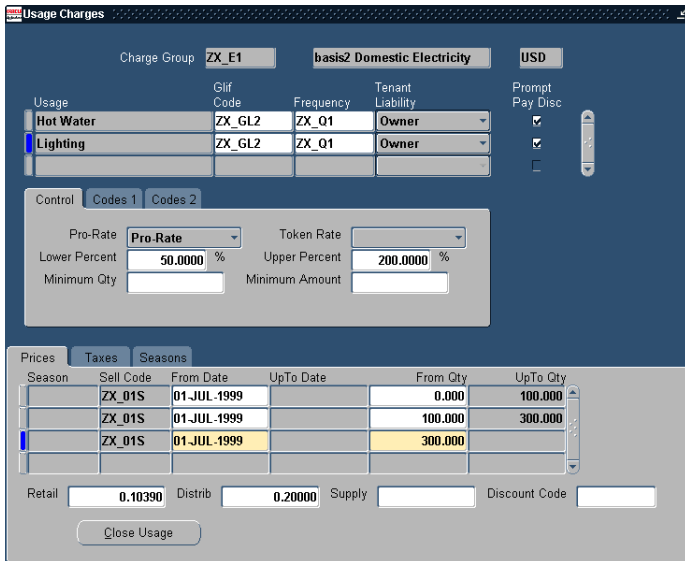 Usage Charges
Charge Group ZX_E1 basis2 Domestic Electricity USD
Glif Tenant Prompt
Usage Code Frequency Liability Pay Disc
Hot Water ZX_GL2 ZX_Q1 Owner
Lighting ZX_GL2 ZX_Q1 Owner
Control Codes 1 Codes 2
Pro-Rate Pro-Rate Token Rate
Lower Percent 50.0000 % Upper Percent 200.0000 %
Minimum Qty Minimum Amount
Prices Taxes Seasons
Season Sell Code From Date UpTo Date From Qty UpTo Qty
ZX_01S 01-JUL-1999 0.000 100.000
ZX_01S 01-JUL-1999 100.000 300.000
ZX_01S 01-JUL-1999 300.000
Retail 0.10390 Distrib 0.20000 Supply Discount Code
Close Usage